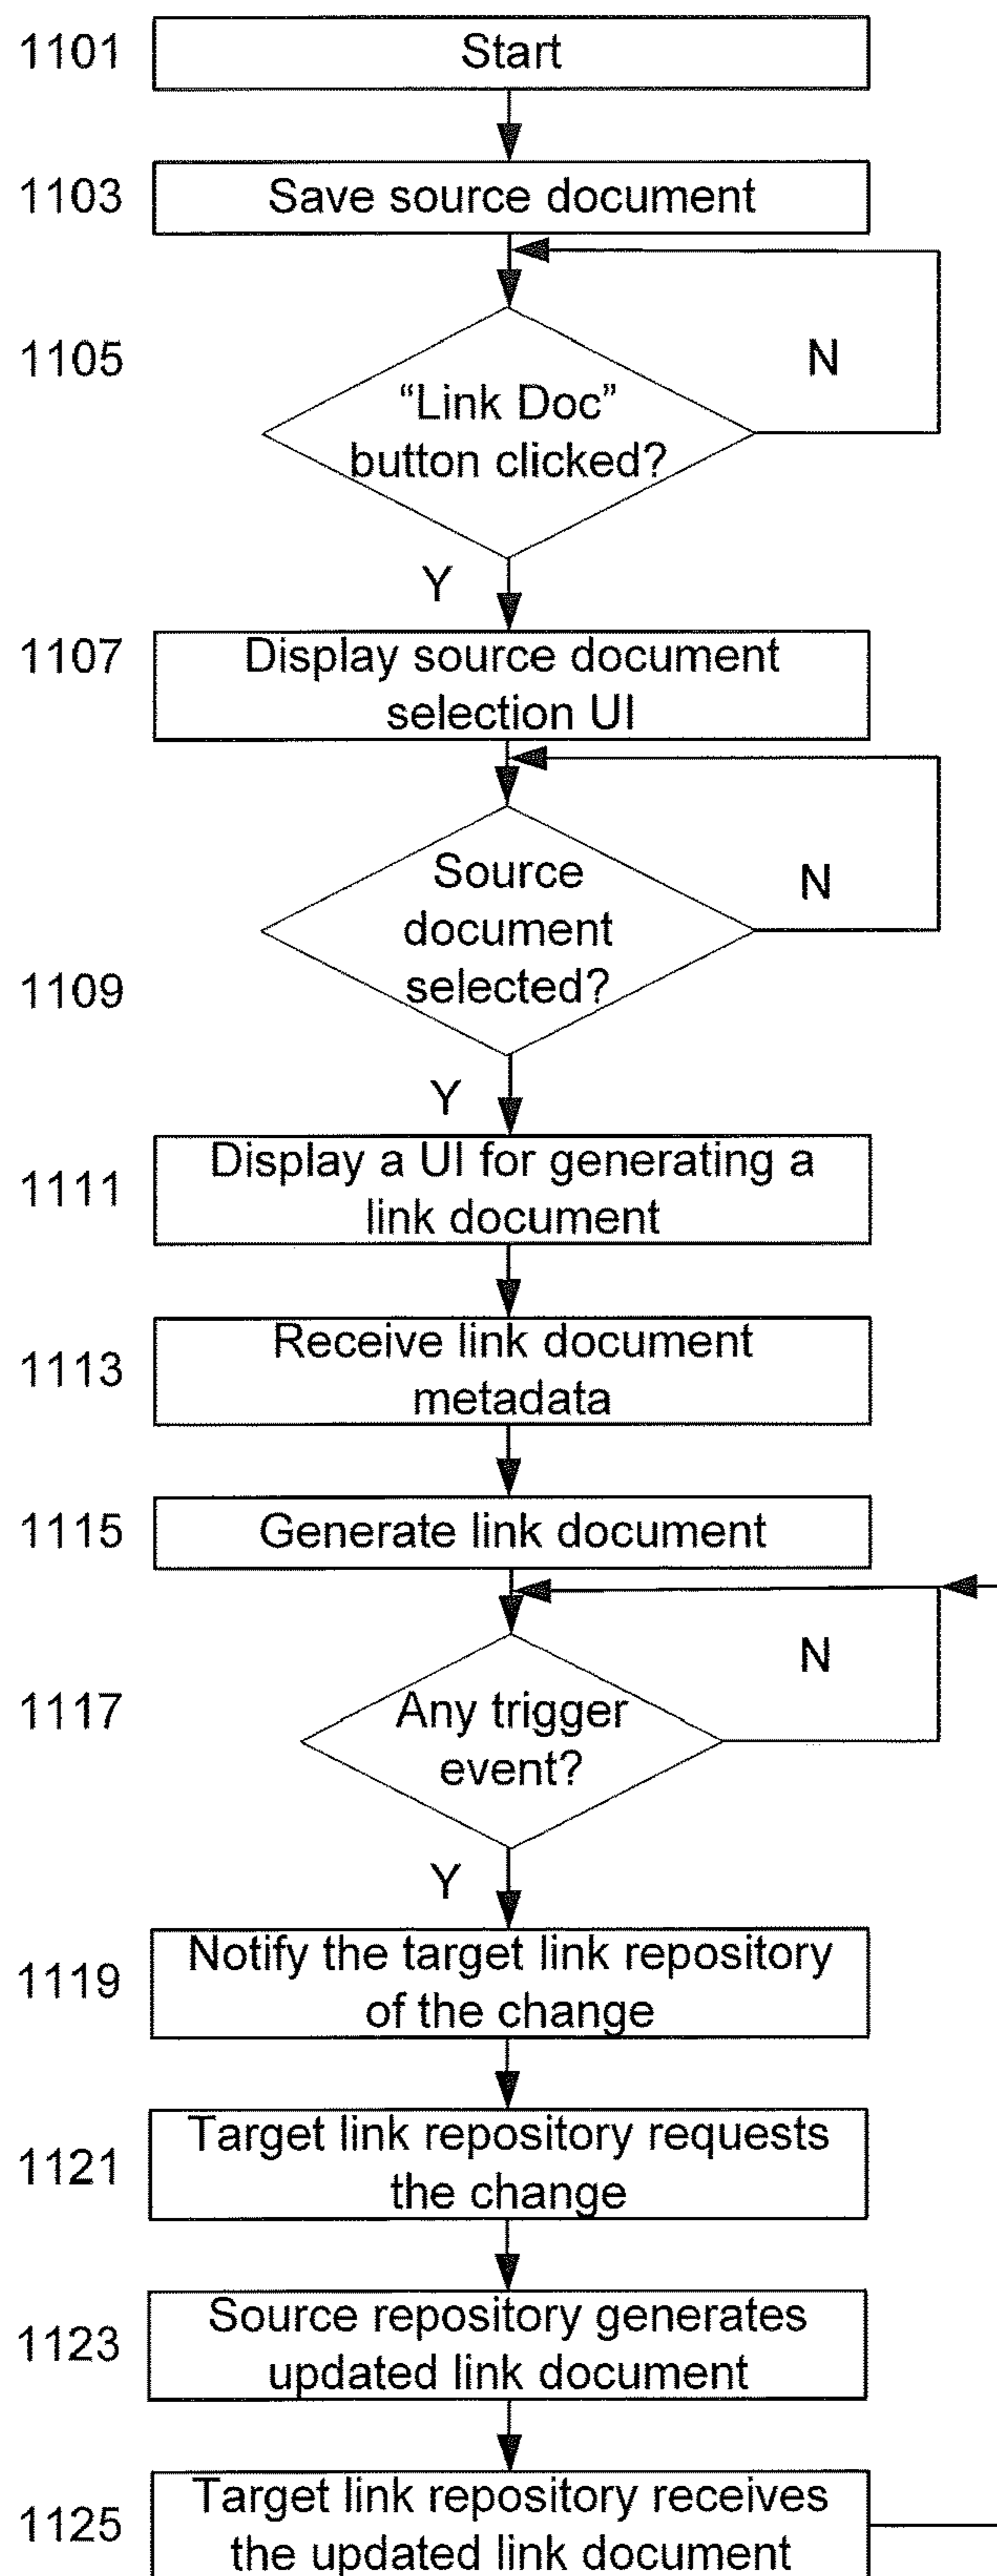 1101
Start
1103
Save source document
1105
N
“Link Doc”
button clicked?
Y
1107
Display source document
selection UI
Source
N
document
selected?
1109
Y
1111
Display a UI for generating a
link document
1113
Receive link document
metadata
1115
Generate link document
N
1117
Any trigger
event?
Y
1119
Notify the target link repository
of the change
1121
Target link repository requests
the change
1123
Source repository generates
updated link document
1125
Target link repository receives
the updated link document